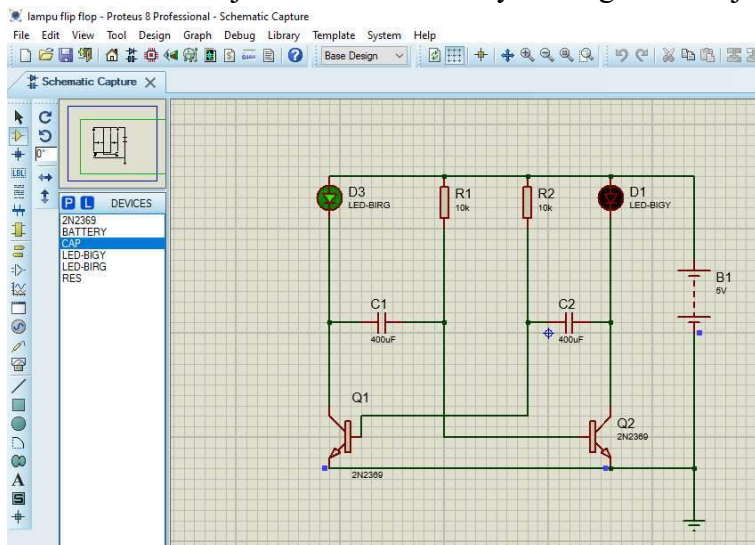 lampu flip flop - Proteus 8 Professional - Schematic Capture
File Edit View Tool Design Graph Debug Library Template System Help
Base Design
Schematic Capture
0°
LBL
P L DEVICES
2N2369
BATTERY
CAP
LED-BIGY
LED-BIRG
RES
A
S
D3
LED-BIRG
R1
10k
R2
10k
D1
LED-BIGY
B1
5V
C1
400uF
C2
400uF
Q1
2N2369
Q2
2N2369